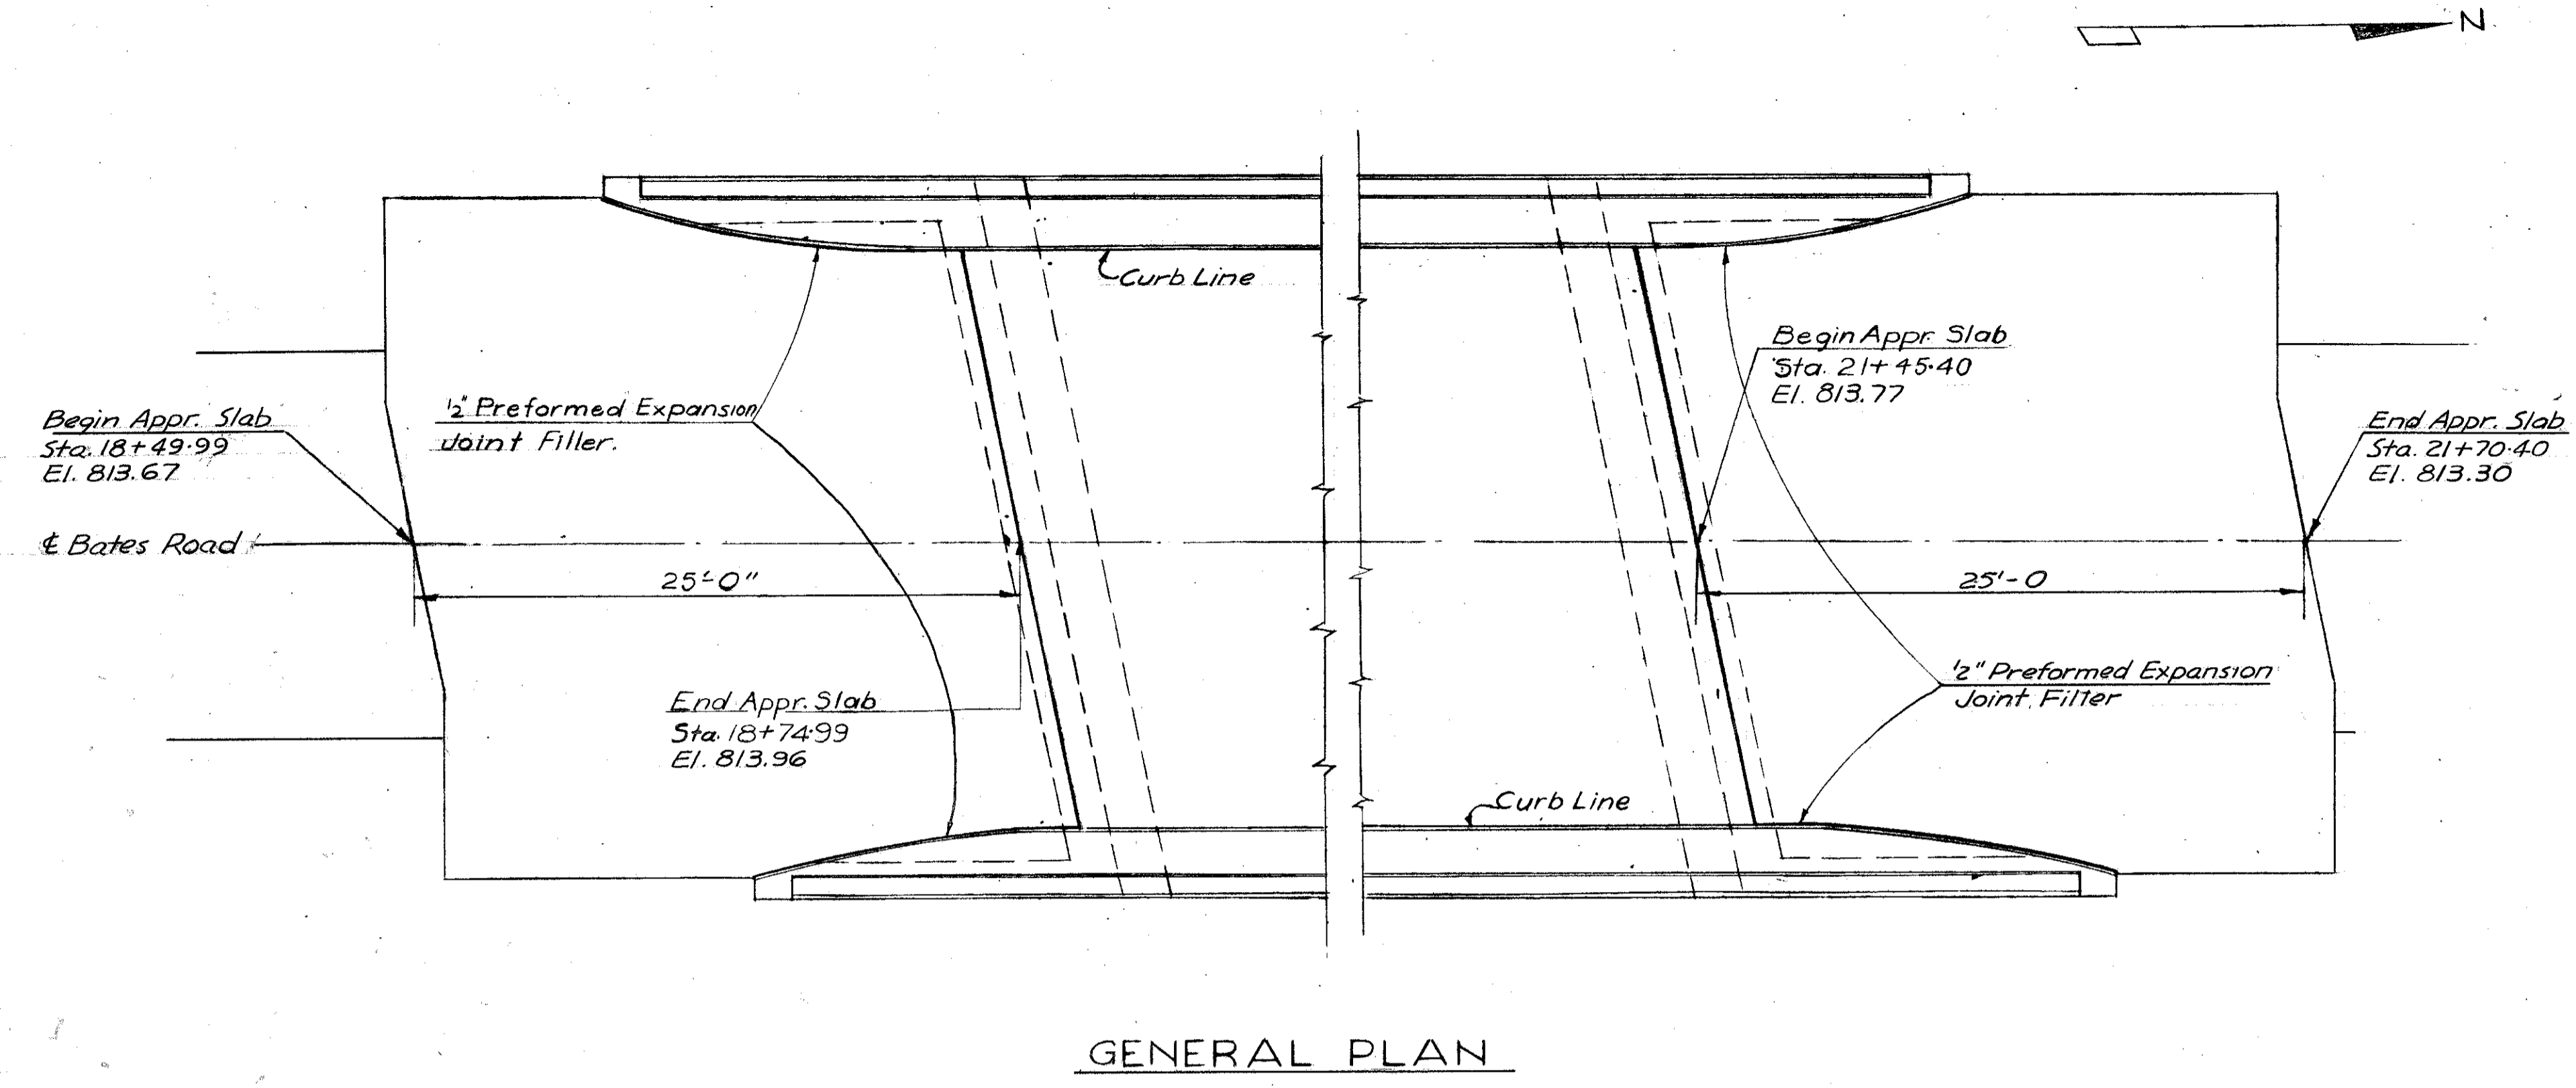 N
Curb Line
Begin Appr. Slab
Sta. 21+45.40
El. 813.77
½" Preformed Expansion
Joint Filler.
Begin Appr. Slab
Sta. 18+49.99
El. 813.67
End Appr. Slab
Sta. 21+70.40
El. 813.30
℄ Bates Road
25'-0"
25'-0
½" Preformed Expansion
Joint Filler
End Appr. Slab
Sta. 18+74.99
El. 813.96
Curb Line
GENERAL PLAN